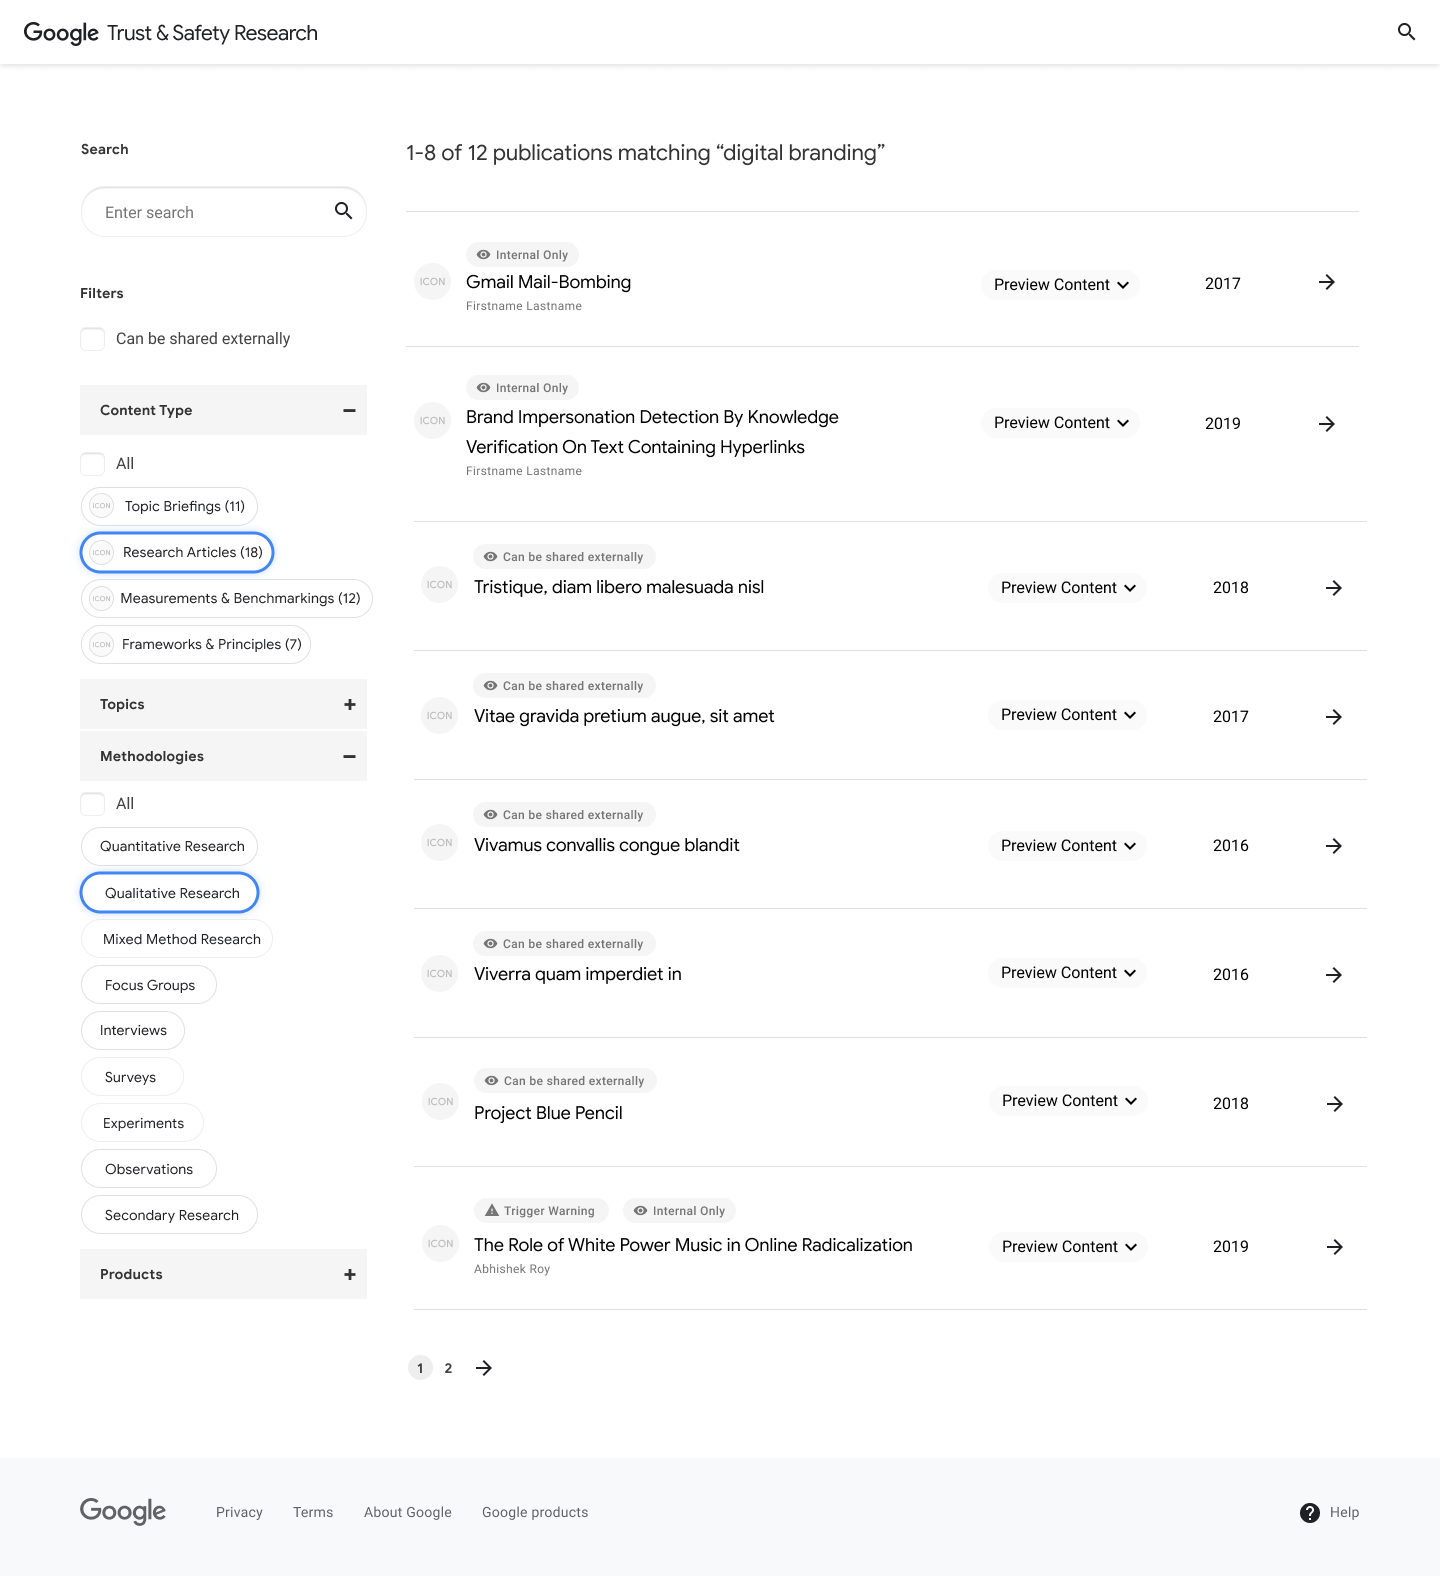 Google Trust & Safety Research
Search
Enter search
Filters
Can be shared externally
Content Type
All
ICON Topic Briefings (11)
ICON Research Articles (18)
ICON Measurements & Benchmarkings (12)
ICON Frameworks & Principles (7)
Topics
Methodologies
All
Quantitative Research
Qualitative Research
Mixed Method Research
Focus Groups
Interviews
Surveys
Experiments
Observations
Secondary Research
Products
1-8 of 12 publications matching “digital branding”
Internal Only
ICON Gmail Mail-Bombing Preview Content 2017
Firstname Lastname
Internal Only
ICON Brand Impersonation Detection By Knowledge Preview Content 2019
Verification On Text Containing Hyperlinks
Firstname Lastname
Can be shared externally
ICON Tristique, diam libero malesuada nisl Preview Content 2018
Can be shared externally
ICON Vitae gravida pretium augue, sit amet Preview Content 2017
Can be shared externally
ICON Vivamus convallis congue blandit Preview Content 2016
Can be shared externally
ICON Viverra quam imperdiet in Preview Content 2016
Can be shared externally
ICON Project Blue Pencil Preview Content 2018
Trigger Warning Internal Only
ICON The Role of White Power Music in Online Radicalization Preview Content 2019
Abhishek Roy
1 2
Google Privacy Terms About Google Google products Help